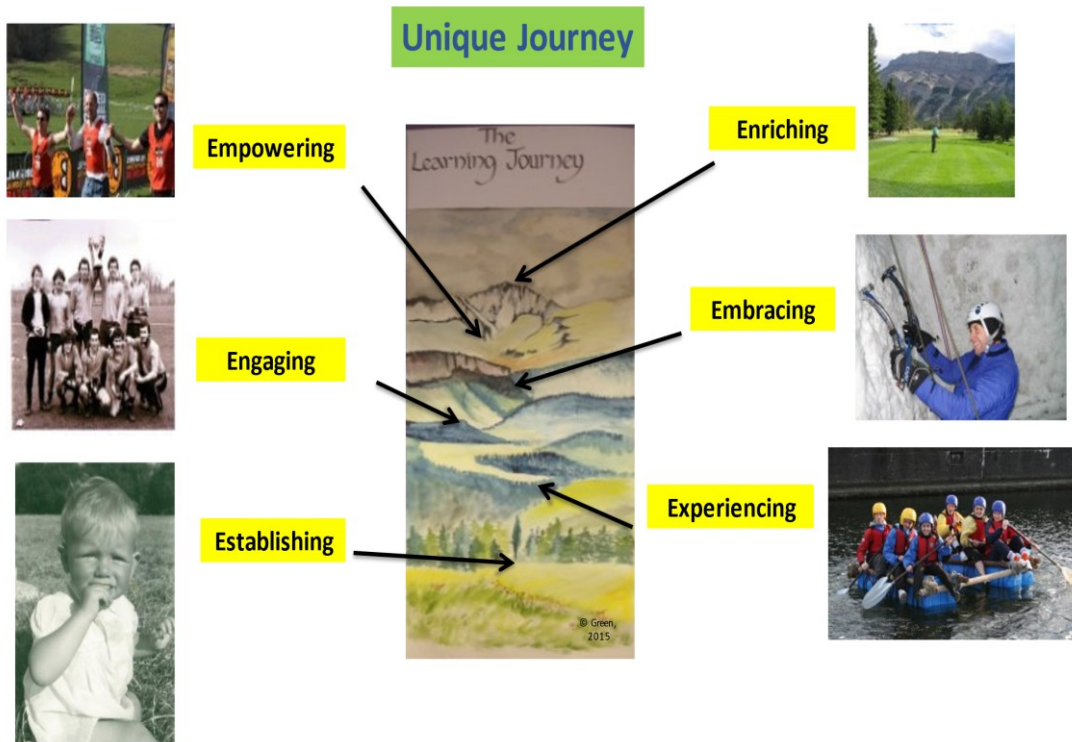 Unique Journey
Empowering
Enriching
The
Learning Journey
Engaging
Embracing
Establishing
Experiencing
© Green,
2015